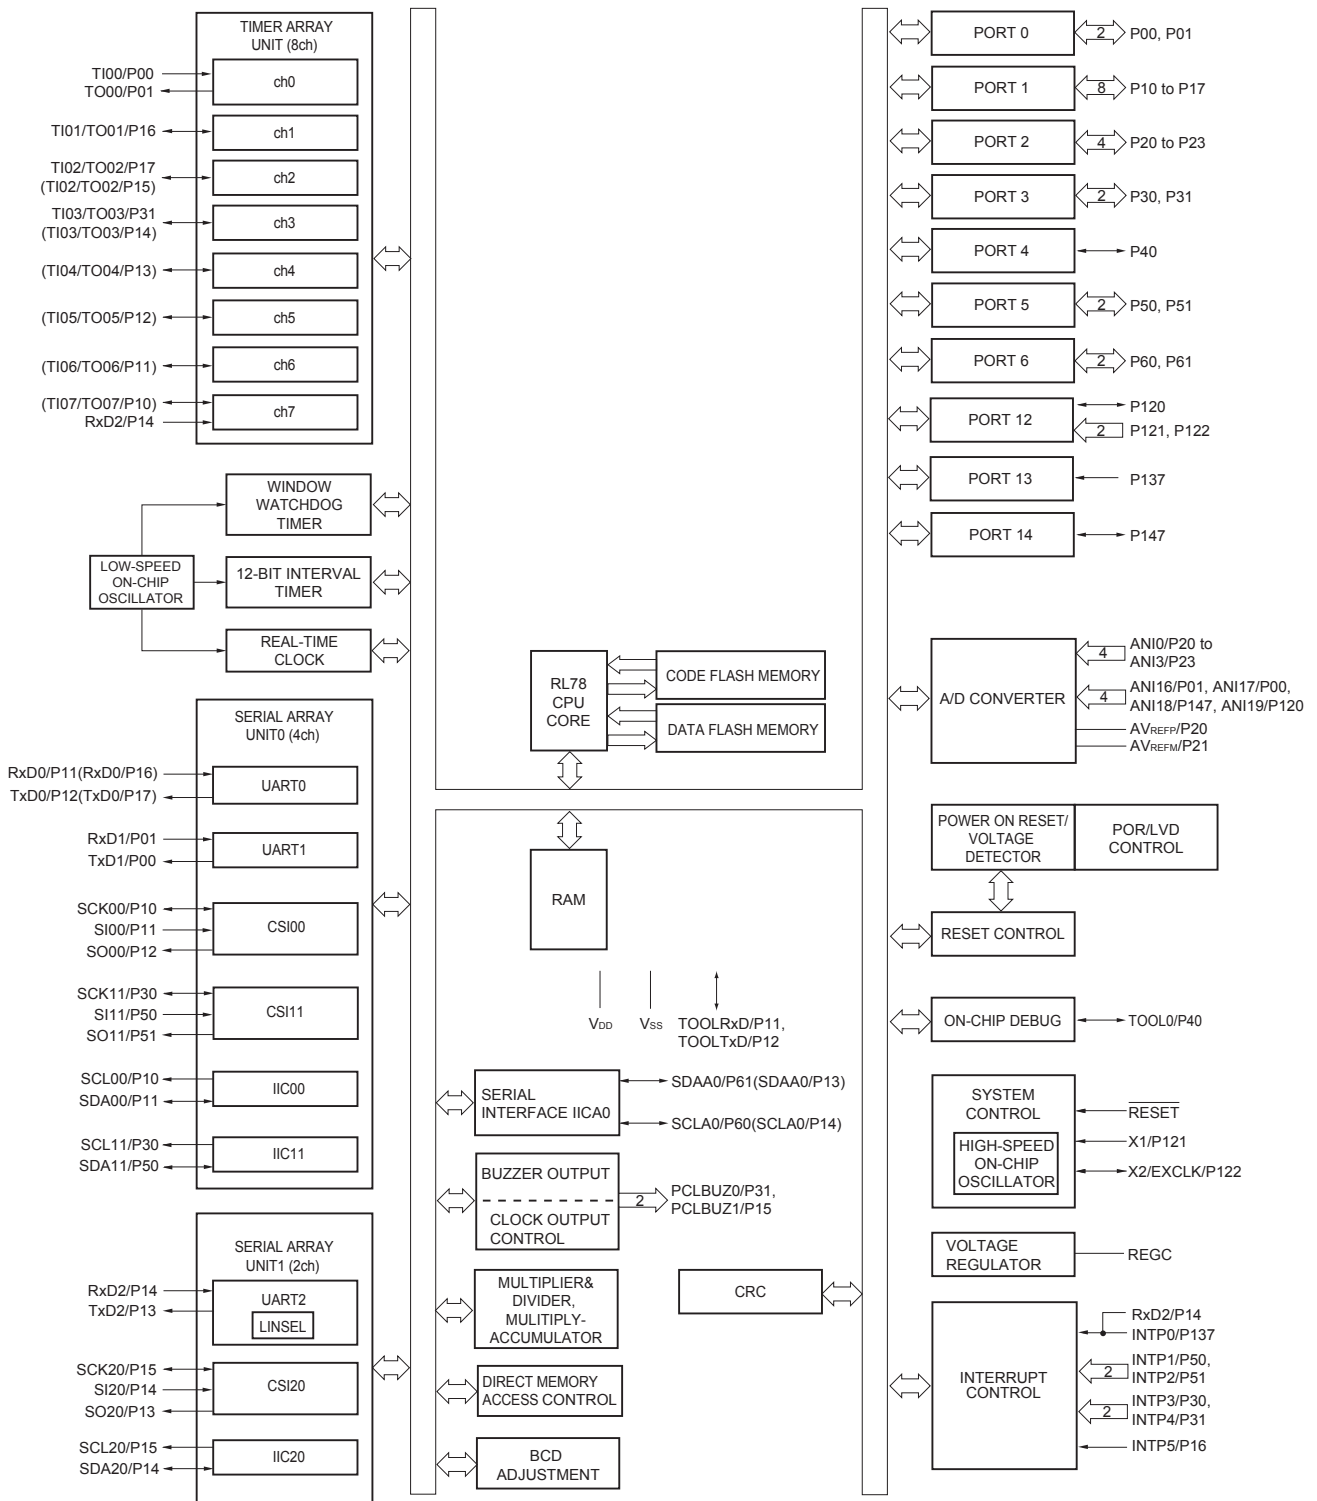 TIMER ARRAY
UNIT (8ch)
TI00/P00
TO00/P01
ch0
TI01/TO01/P16
ch1
TI02/TO02/P17
(TI02/TO02/P15)
ch2
TI03/TO03/P31
(TI03/TO03/P14)
ch3
(TI04/TO04/P13)
ch4
(TI05/TO05/P12)
ch5
(TI06/TO06/P11)
ch6
(TI07/TO07/P10)
RxD2/P14
ch7
LOW-SPEED
ON-CHIP
OSCILLATOR
WINDOW
WATCHDOG
TIMER
12-BIT INTERVAL
TIMER
REAL-TIME
CLOCK
SERIAL ARRAY
UNIT0 (4ch)
RxD0/P11(RxD0/P16)
TxD0/P12(TxD0/P17)
UART0
RxD1/P01
TxD1/P00
UART1
SCK00/P10
SI00/P11
SO00/P12
CSI00
SCK11/P30
SI11/P50
SO11/P51
CSI11
SCL00/P10
SDA00/P11
IIC00
SCL11/P30
SDA11/P50
IIC11
SERIAL ARRAY
UNIT1 (2ch)
RxD2/P14
TxD2/P13
UART2
LINSEL
SCK20/P15
SI20/P14
SO20/P13
CSI20
SCL20/P15
SDA20/P14
IIC20
RL78
CPU
CORE
CODE FLASH MEMORY
DATA FLASH MEMORY
RAM
VDD
VSS
TOOLRxD/P11,
TOOLTxD/P12
SERIAL
INTERFACE IICA0
SDAA0/P61(SDAA0/P13)
SCLA0/P60(SCLA0/P14)
BUZZER OUTPUT
CLOCK OUTPUT
CONTROL
2
PCLBUZ0/P31,
PCLBUZ1/P15
MULTIPLIER&
DIVIDER,
MULITIPLY-
ACCUMULATOR
DIRECT MEMORY
ACCESS CONTROL
BCD
ADJUSTMENT
CRC
PORT 0
2
P00, P01
PORT 1
8
P10 to P17
PORT 2
4
P20 to P23
PORT 3
2
P30, P31
PORT 4
P40
PORT 5
2
P50, P51
PORT 6
2
P60, P61
PORT 12
P120
2
P121, P122
PORT 13
P137
PORT 14
P147
A/D CONVERTER
4
ANI0/P20 to
ANI3/P23
4
ANI16/P01, ANI17/P00,
ANI18/P147, ANI19/P120
AVREFP/P20
AVREFM/P21
POWER ON RESET/
VOLTAGE
DETECTOR
POR/LVD
CONTROL
RESET CONTROL
ON-CHIP DEBUG
TOOL0/P40
SYSTEM
CONTROL
HIGH-SPEED
ON-CHIP
OSCILLATOR
RESET
X1/P121
X2/EXCLK/P122
VOLTAGE
REGULATOR
REGC
INTERRUPT
CONTROL
RxD2/P14
INTP0/P137
2
INTP1/P50,
INTP2/P51
2
INTP3/P30,
INTP4/P31
INTP5/P16